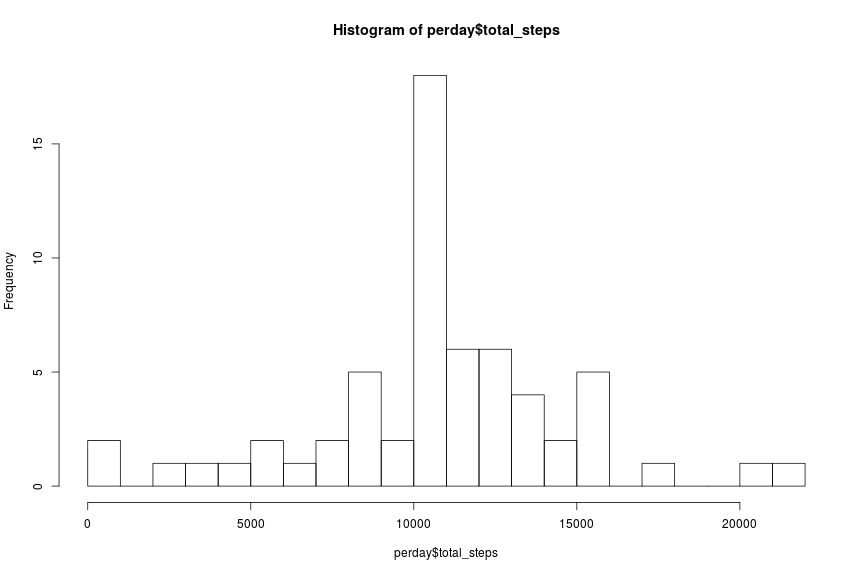 Histogram of perday$total_steps
15
10
5
0
Frequency
0 5000 10000 15000 20000
perday$total_steps